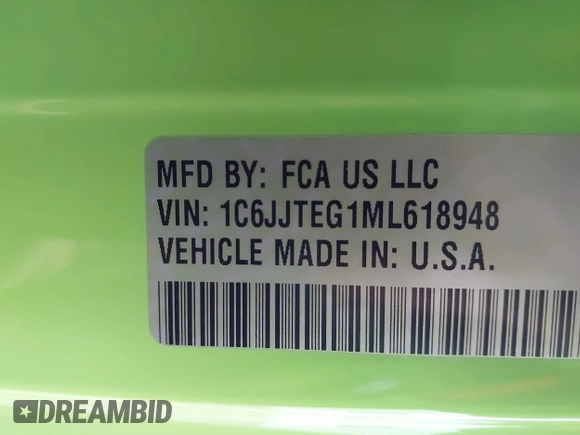 MFD BY: FCA US LLC
VIN: 1C6JJTEG1ML618948
VEHICLE MADE IN: U.S.A.
DREAMBID